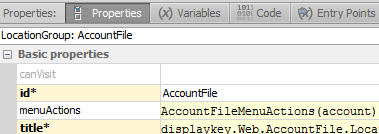 Properties: Properties Variables Code Entry Points
LocationGroup: AccountFile
Basic properties
canVisit
id* AccountFile
menuActions AccountFileMenuActions(account)
title* displaykey.Web.AccountFile.Loca